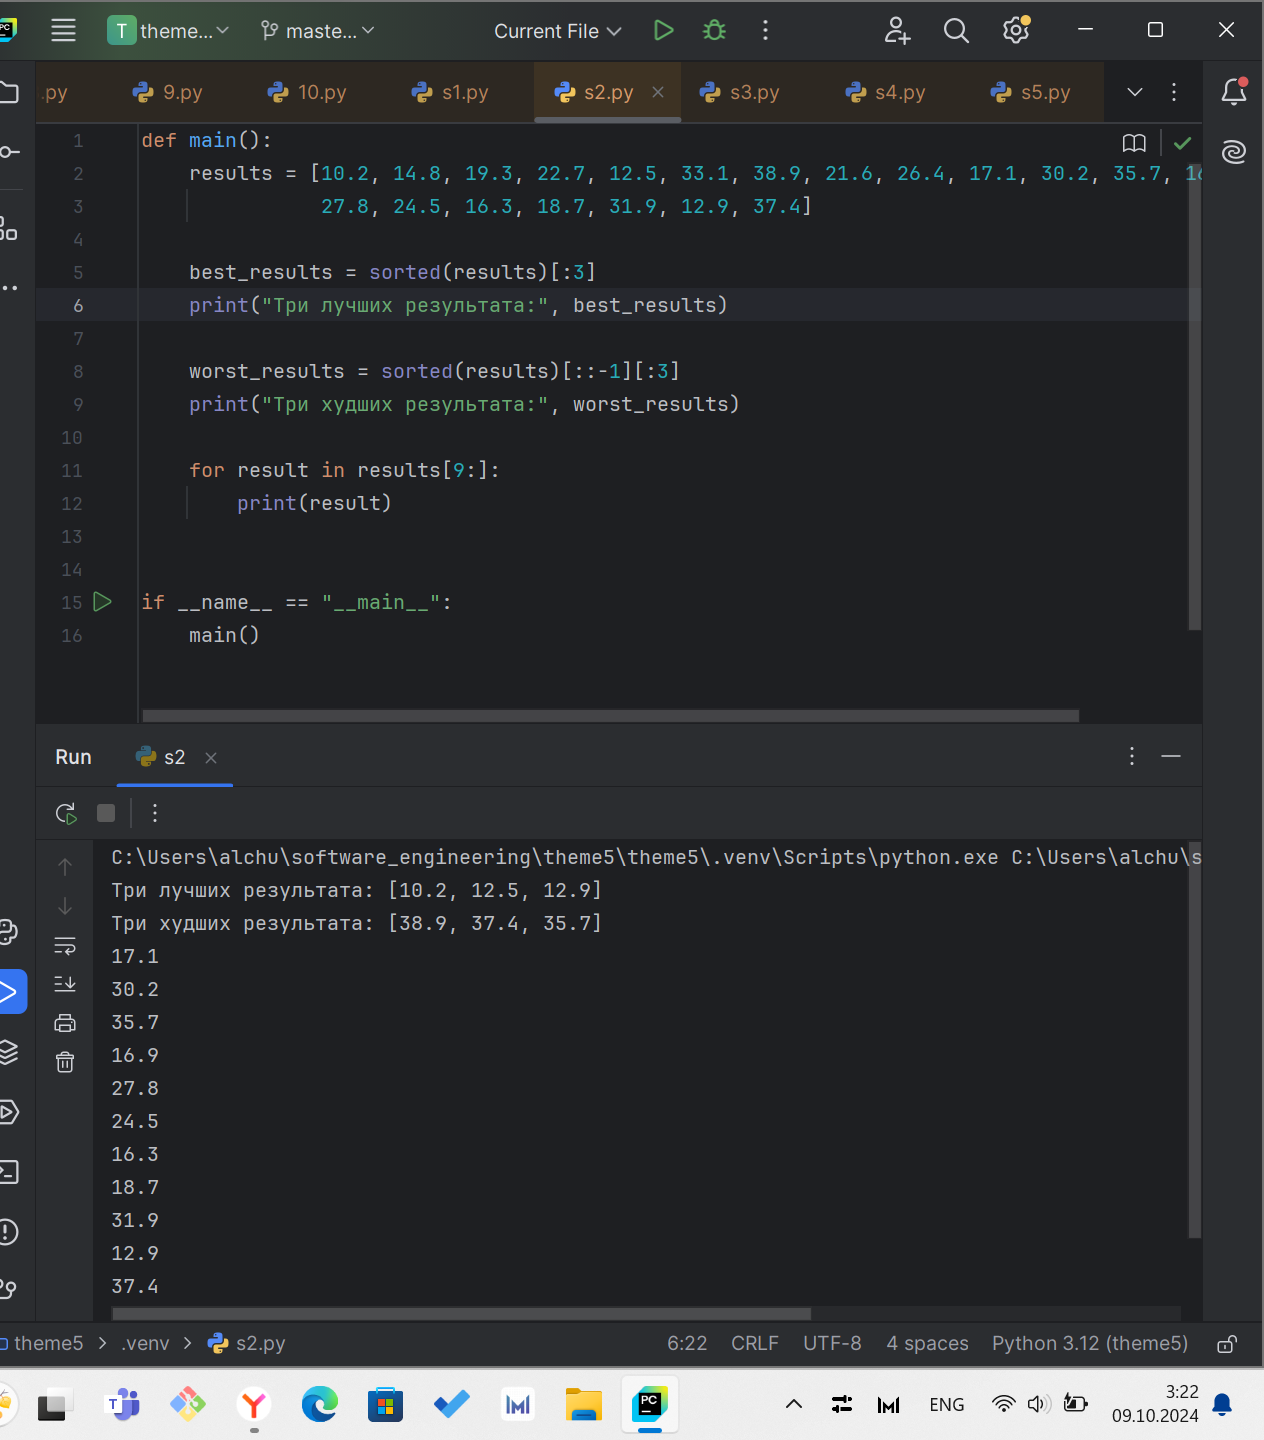 T theme... maste... Current File
.py 9.py 10.py s1.py s2.py s3.py s4.py s5.py
1 def main():
2 results = [10.2, 14.8, 19.3, 22.7, 12.5, 33.1, 38.9, 21.6, 26.4, 17.1, 30.2, 35.7, 16
3 27.8, 24.5, 16.3, 18.7, 31.9, 12.9, 37.4]
4
5 best_results = sorted(results)[:3]
6 print("Три лучших результата:", best_results)
7
8 worst_results = sorted(results)[::-1][:3]
9 print("Три худших результата:", worst_results)
10
11 for result in results[9:]:
12 print(result)
13
14
15 if __name__ == "__main__":
16 main()
Run s2
C:\Users\alchu\software_engineering\theme5\theme5\.venv\Scripts\python.exe C:\Users\alchu\s
Три лучших результата: [10.2, 12.5, 12.9]
Три худших результата: [38.9, 37.4, 35.7]
17.1
30.2
35.7
16.9
27.8
24.5
16.3
18.7
31.9
12.9
37.4
theme5 > .venv > s2.py 6:22 CRLF UTF-8 4 spaces Python 3.12 (theme5)
ENG 3:22
09.10.2024